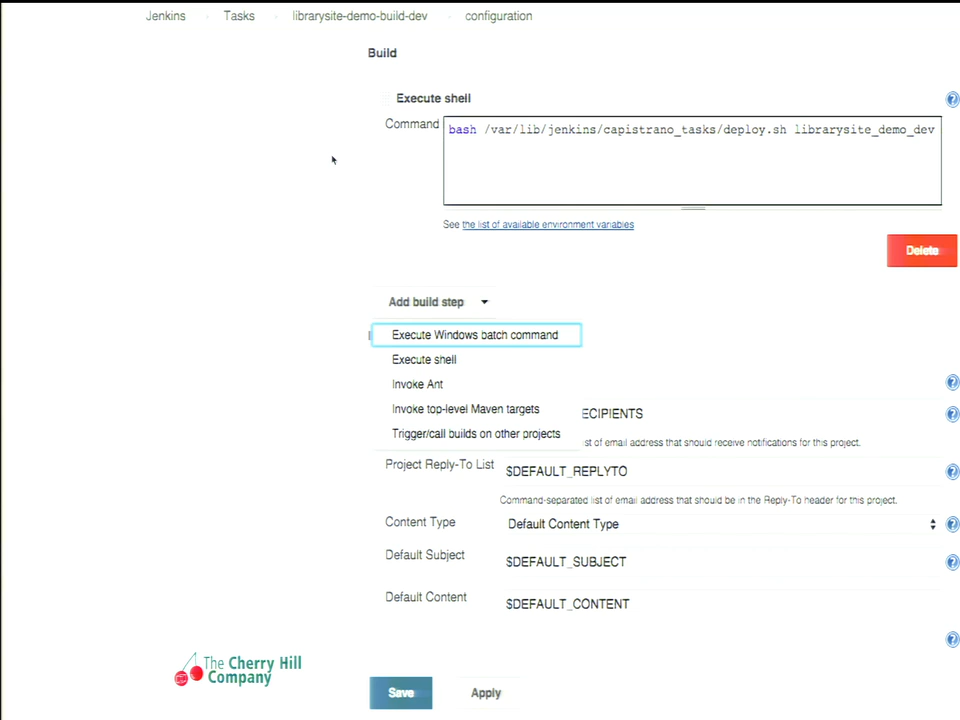 Jenkins Tasks librarysite-demo-build-dev configuration
Build
Execute shell
Command
bash /var/lib/jenkins/capistrano_tasks/deploy.sh librarysite_demo_dev
See the list of available environment variables
Delete
Add build step
Execute Windows batch command
Execute shell
Invoke Ant
Invoke top-level Maven targets
ECIPIENTS
Trigger/call builds on other projects
st of email address that should receive notifications for this project.
Project Reply-To List
$DEFAULT_REPLYTO
Command-separated list of email address that should be in the Reply-To header for this project.
Content Type
Default Content Type
Default Subject
$DEFAULT_SUBJECT
Default Content
$DEFAULT_CONTENT
The Cherry Hill
Company
Save
Apply